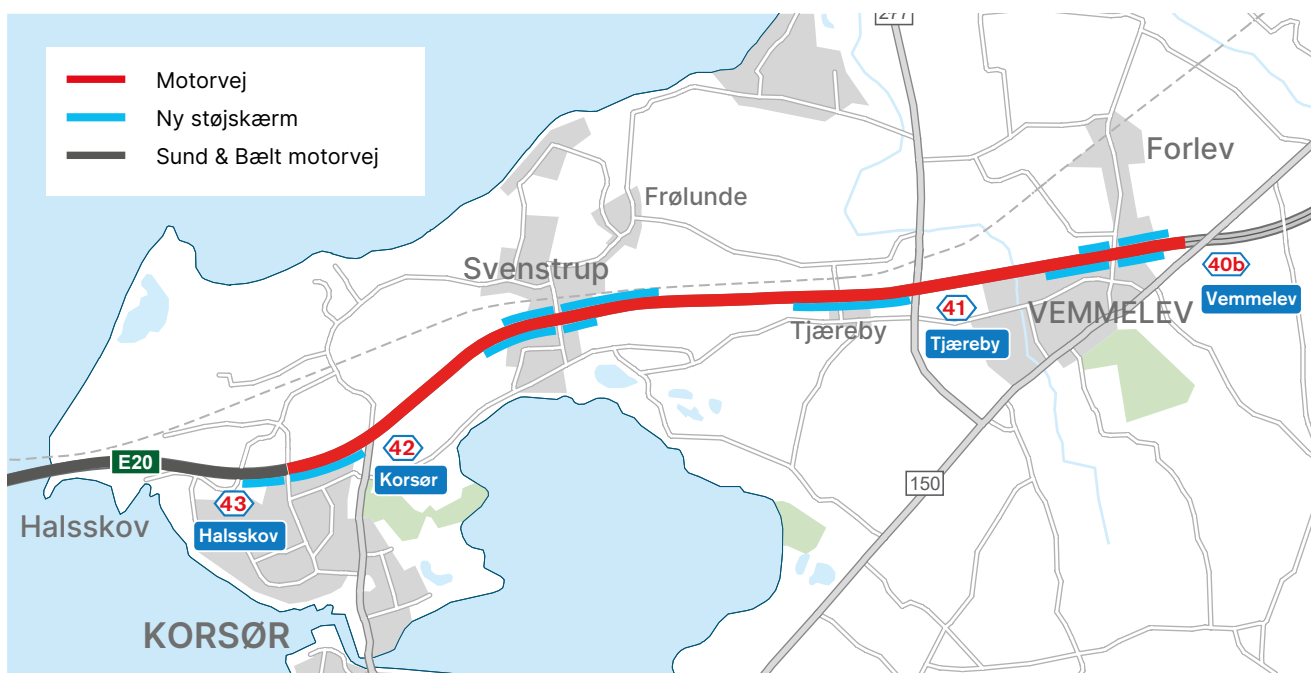 277
Motorvej
Ny støjskærm
Sund & Bælt motorvej
Forlev
Frølunde
Svenstrup
40b
Vemmelev
41
VEMMELEV
Tjæreby
Tjæreby
42
E20
Korsør
150
43
Halsskov
Halsskov
KORSØR